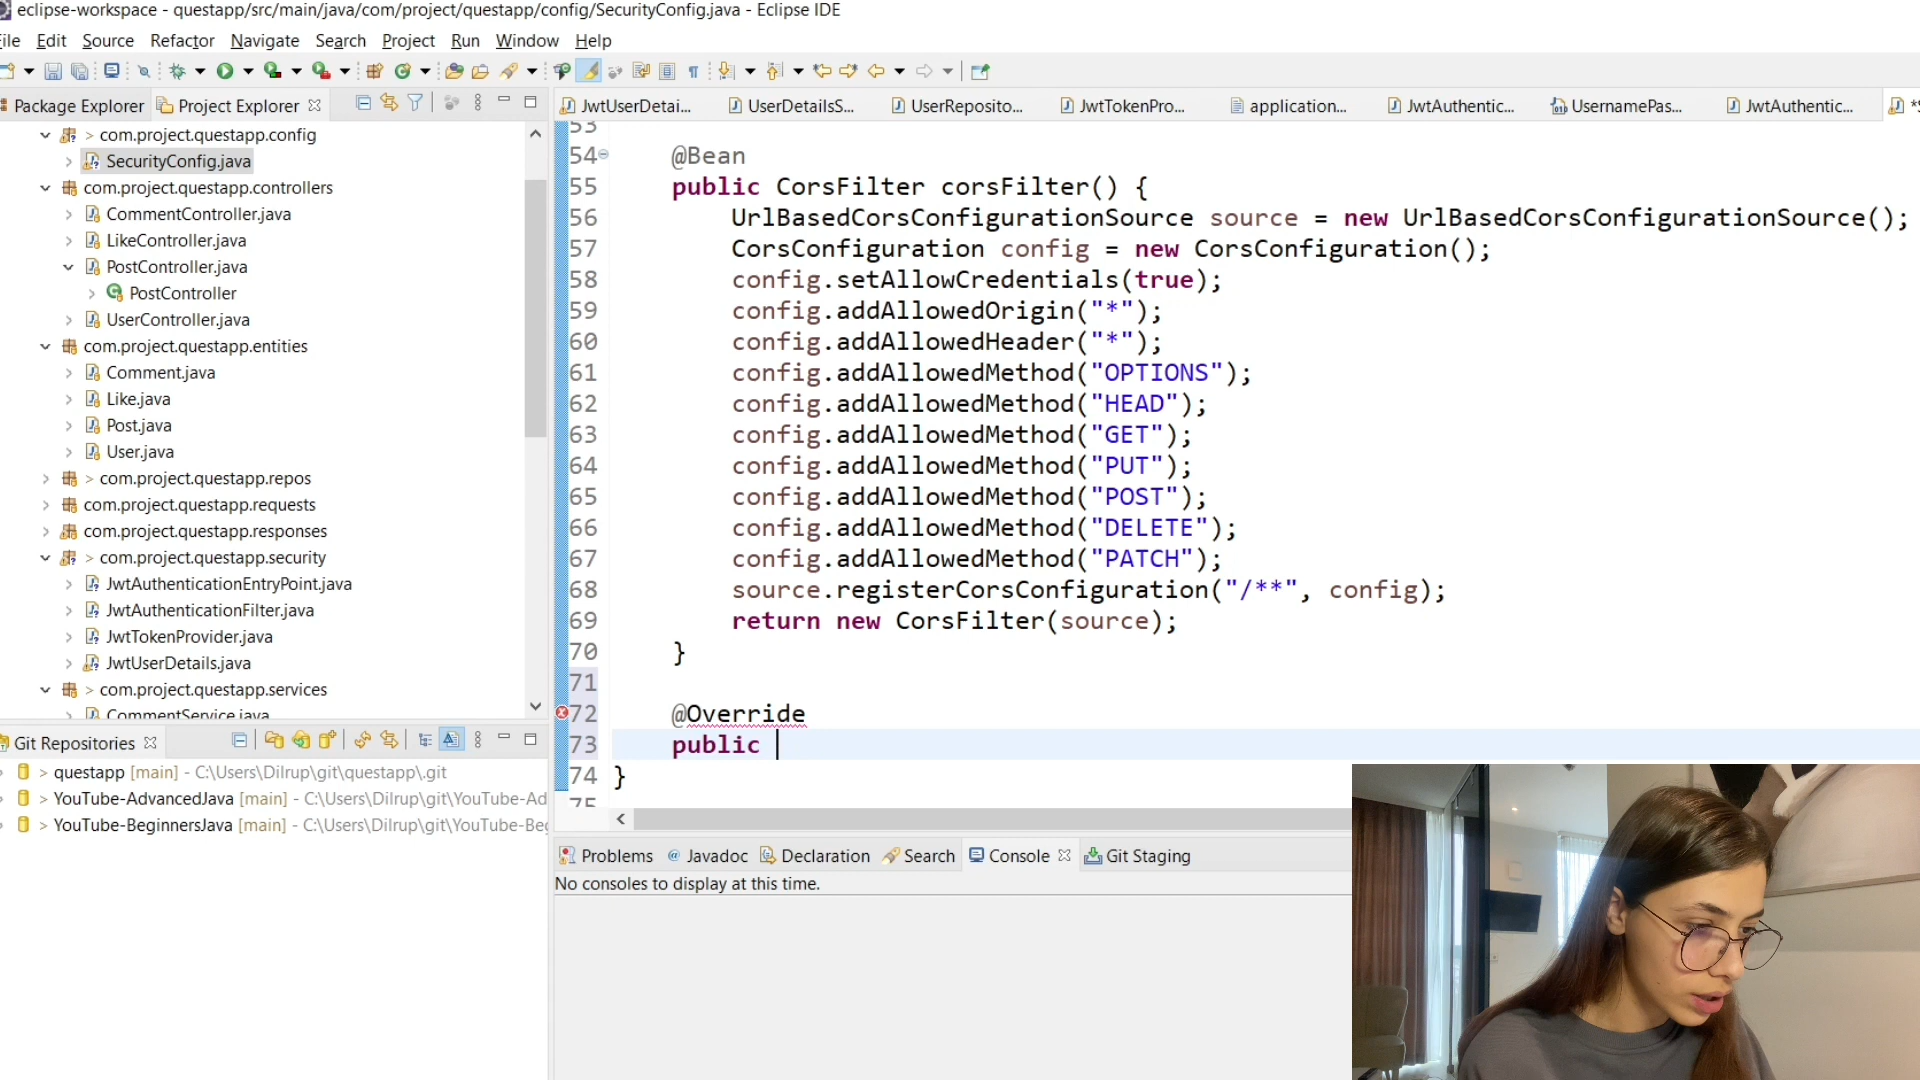 eclipse-workspace - questapp/src/main/java/com/project/questapp/config/SecurityConfig.java - Eclipse IDE
File Edit Source Refactor Navigate Search Project Run Window Help
Package Explorer Project Explorer
> com.project.questapp.config
SecurityConfig.java
com.project.questapp.controllers
CommentController.java
LikeController.java
PostController.java
PostController
UserController.java
com.project.questapp.entities
Comment.java
Like.java
Post.java
User.java
> com.project.questapp.repos
com.project.questapp.requests
com.project.questapp.responses
> com.project.questapp.security
JwtAuthenticationEntryPoint.java
JwtAuthenticationFilter.java
JwtTokenProvider.java
JwtUserDetails.java
> com.project.questapp.services
CommentService.java
Git Repositories
> questapp [main] - C:\Users\Dilrup\git\questapp\.git
> YouTube-AdvancedJava [main] - C:\Users\Dilrup\git\YouTube-Ad
> YouTube-BeginnersJava [main] - C:\Users\Dilrup\git\YouTube-Be
JwtUserDetai... UserDetailsS... UserReposito... JwtTokenPro... application... JwtAuthentic... UsernamePas... JwtAuthentic...
53
54 @Bean
55 public CorsFilter corsFilter() {
56 UrlBasedCorsConfigurationSource source = new UrlBasedCorsConfigurationSource();
57 CorsConfiguration config = new CorsConfiguration();
58 config.setAllowCredentials(true);
59 config.addAllowedOrigin("*");
60 config.addAllowedHeader("*");
61 config.addAllowedMethod("OPTIONS");
62 config.addAllowedMethod("HEAD");
63 config.addAllowedMethod("GET");
64 config.addAllowedMethod("PUT");
65 config.addAllowedMethod("POST");
66 config.addAllowedMethod("DELETE");
67 config.addAllowedMethod("PATCH");
68 source.registerCorsConfiguration("/**", config);
69 return new CorsFilter(source);
70 }
71
72 @Override
73 public
74 }
75
Problems @ Javadoc Declaration Search Console Git Staging
No consoles to display at this time.